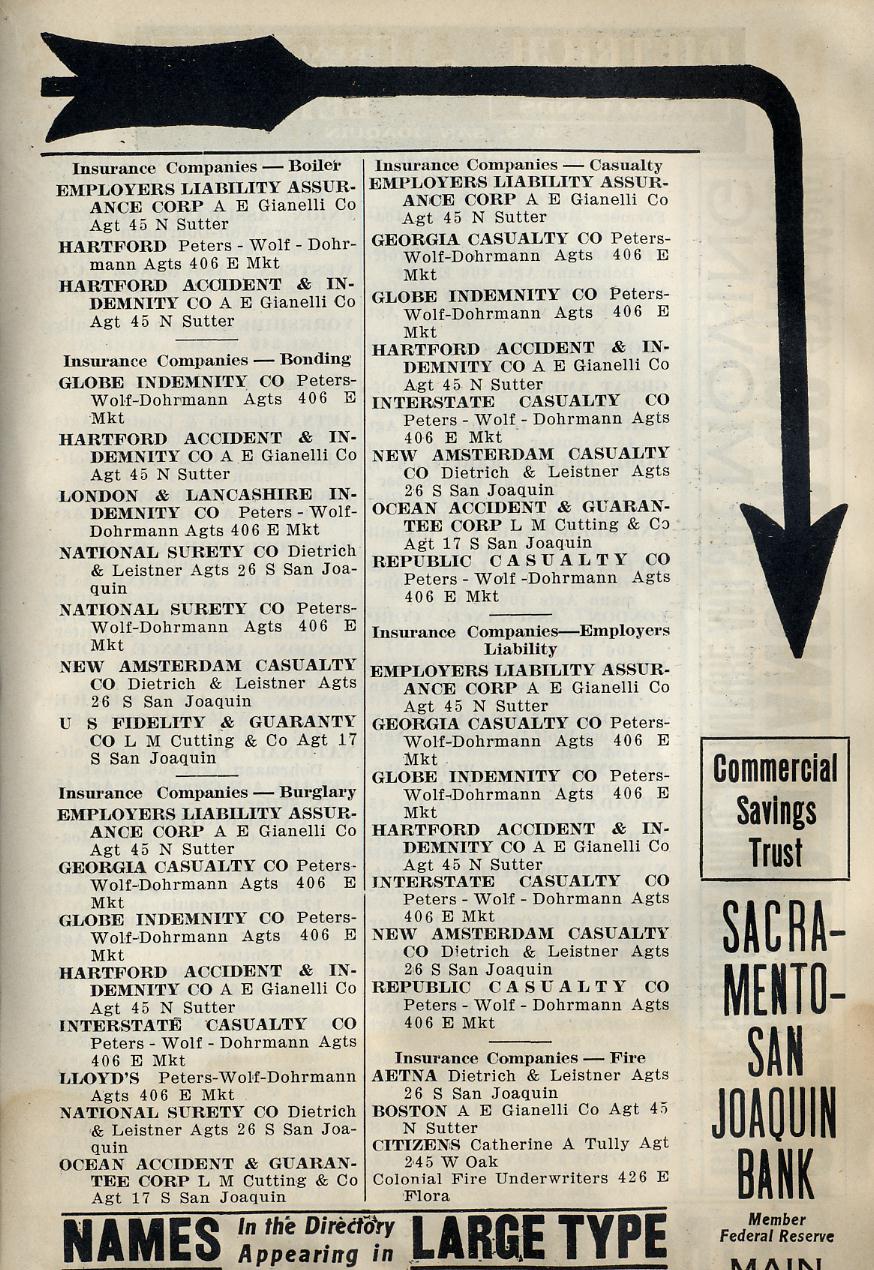 Insurance Companies — Boiler
EMPLOYERS LIABILITY ASSUR-
ANCE CORP A E Gianelli Co
Agt 45 N Sutter
HARTFORD Peters - Wolf - Dohr-
mann Agts 406 E Mkt
HARTFORD ACCIDENT & IN-
DEMNITY CO A E Gianelli Co
Agt 45 N Sutter
Insurance Companies — Bonding
GLOBE INDEMNITY CO Peters-
Wolf-Dohrmann Agts 406 E
Mkt
HARTFORD ACCIDENT & IN-
DEMNITY CO A E Gianelli Co
Agt 45 N Sutter
LONDON & LANCASHIRE IN-
DEMNITY CO Peters - Wolf-
Dohrmann Agts 406 E Mkt
NATIONAL SURETY CO Dietrich
& Leistner Agts 26 S San Joa-
quin
NATIONAL SURETY CO Peters-
Wolf-Dohrmann Agts 406 E
Mkt
NEW AMSTERDAM CASUALTY
CO Dietrich & Leistner Agts
26 S San Joaquin
U S FIDELITY & GUARANTY
CO L M Cutting & Co Agt 17
S San Joaquin
Insurance Companies — Burglary
EMPLOYERS LIABILITY ASSUR-
ANCE CORP A E Gianelli Co
Agt 45 N Sutter
GEORGIA CASUALTY CO Peters-
Wolf-Dohrmann Agts 406 E
Mkt
GLOBE INDEMNITY CO Peters-
Wolf-Dohrmann Agts 406 E
Mkt
HARTFORD ACCIDENT & IN-
DEMNITY CO A E Gianelli Co
Agt 45 N Sutter
INTERSTATE CASUALTY CO
Peters - Wolf - Dohrmann Agts
406 E Mkt
LLOYD'S Peters-Wolf-Dohrmann
Agts 406 E Mkt
NATIONAL SURETY CO Dietrich
& Leistner Agts 26 S San Joa-
quin
OCEAN ACCIDENT & GUARAN-
TEE CORP L M Cutting & Co
Agt 17 S San Joaquin
Insurance Companies — Casualty
EMPLOYERS LIABILITY ASSUR-
ANCE CORP A E Gianelli Co
Agt 45 N Sutter
GEORGIA CASUALTY CO Peters-
Wolf-Dohrmann Agts 406 E
Mkt
GLOBE INDEMNITY CO Peters-
Wolf-Dohrmann Agts 406 E
Mkt
HARTFORD ACCIDENT & IN-
DEMNITY CO A E Gianelli Co
Agt 45 N Sutter
INTERSTATE CASUALTY CO
Peters - Wolf - Dohrmann Agts
406 E Mkt
NEW AMSTERDAM CASUALTY
CO Dietrich & Leistner Agts
26 S San Joaquin
OCEAN ACCIDENT & GUARAN-
TEE CORP L M Cutting & Co
Agt 17 S San Joaquin
REPUBLIC CASUALTY CO
Peters - Wolf -Dohrmann Agts
406 E Mkt
Insurance Companies—Employers
Liability
EMPLOYERS LIABILITY ASSUR-
ANCE CORP A E Gianelli Co
Agt 45 N Sutter
GEORGIA CASUALTY CO Peters-
Wolf-Dohrmann Agts 406 E
Mkt
GLOBE INDEMNITY CO Peters-
Wolf-Dohrmann Agts 406 E
Mkt
HARTFORD ACCIDENT & IN-
DEMNITY CO A E Gianelli Co
Agt 45 N Sutter
INTERSTATE CASUALTY CO
Peters - Wolf - Dohrmann Agts
406 E Mkt
NEW AMSTERDAM CASUALTY
CO Dietrich & Leistner Agts
26 S San Joaquin
REPUBLIC CASUALTY CO
Peters - Wolf - Dohrmann Agts
406 E Mkt
Insurance Companies — Fire
AETNA Dietrich & Leistner Agts
26 S San Joaquin
BOSTON A E Gianelli Co Agt 45
N Sutter
CITIZENS Catherine A Tully Agt
245 W Oak
Colonial Fire Underwriters 426 E
Flora
Commercial
Savings
Trust
SACRA-
MENTO-
SAN
JOAQUIN
BANK
Member
Federal Reserve
MAIN
NAMES In the Directory Appearing in LARGE TYPE